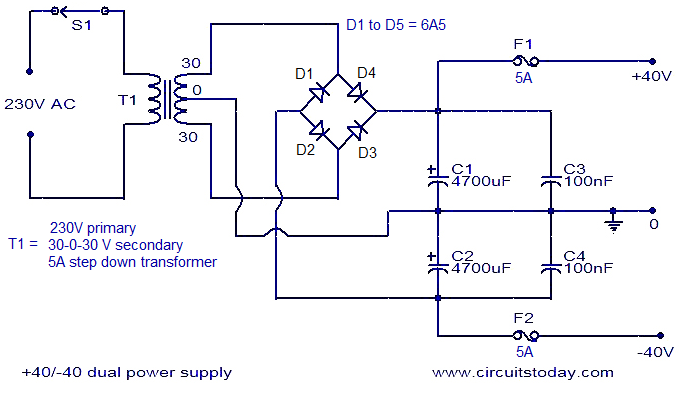 S1
D1 to D5 = 6A5
F1
5A
+40V
30
D1
D4
230V AC
T1
0
30
D2
D3
C1
4700uF
C3
100nF
0
230V primary
T1 = 30-0-30 V secondary
5A step down transformer
C2
4700uF
C4
100nF
F2
5A
-40V
+40/-40 dual power supply
www.circuitstoday.com